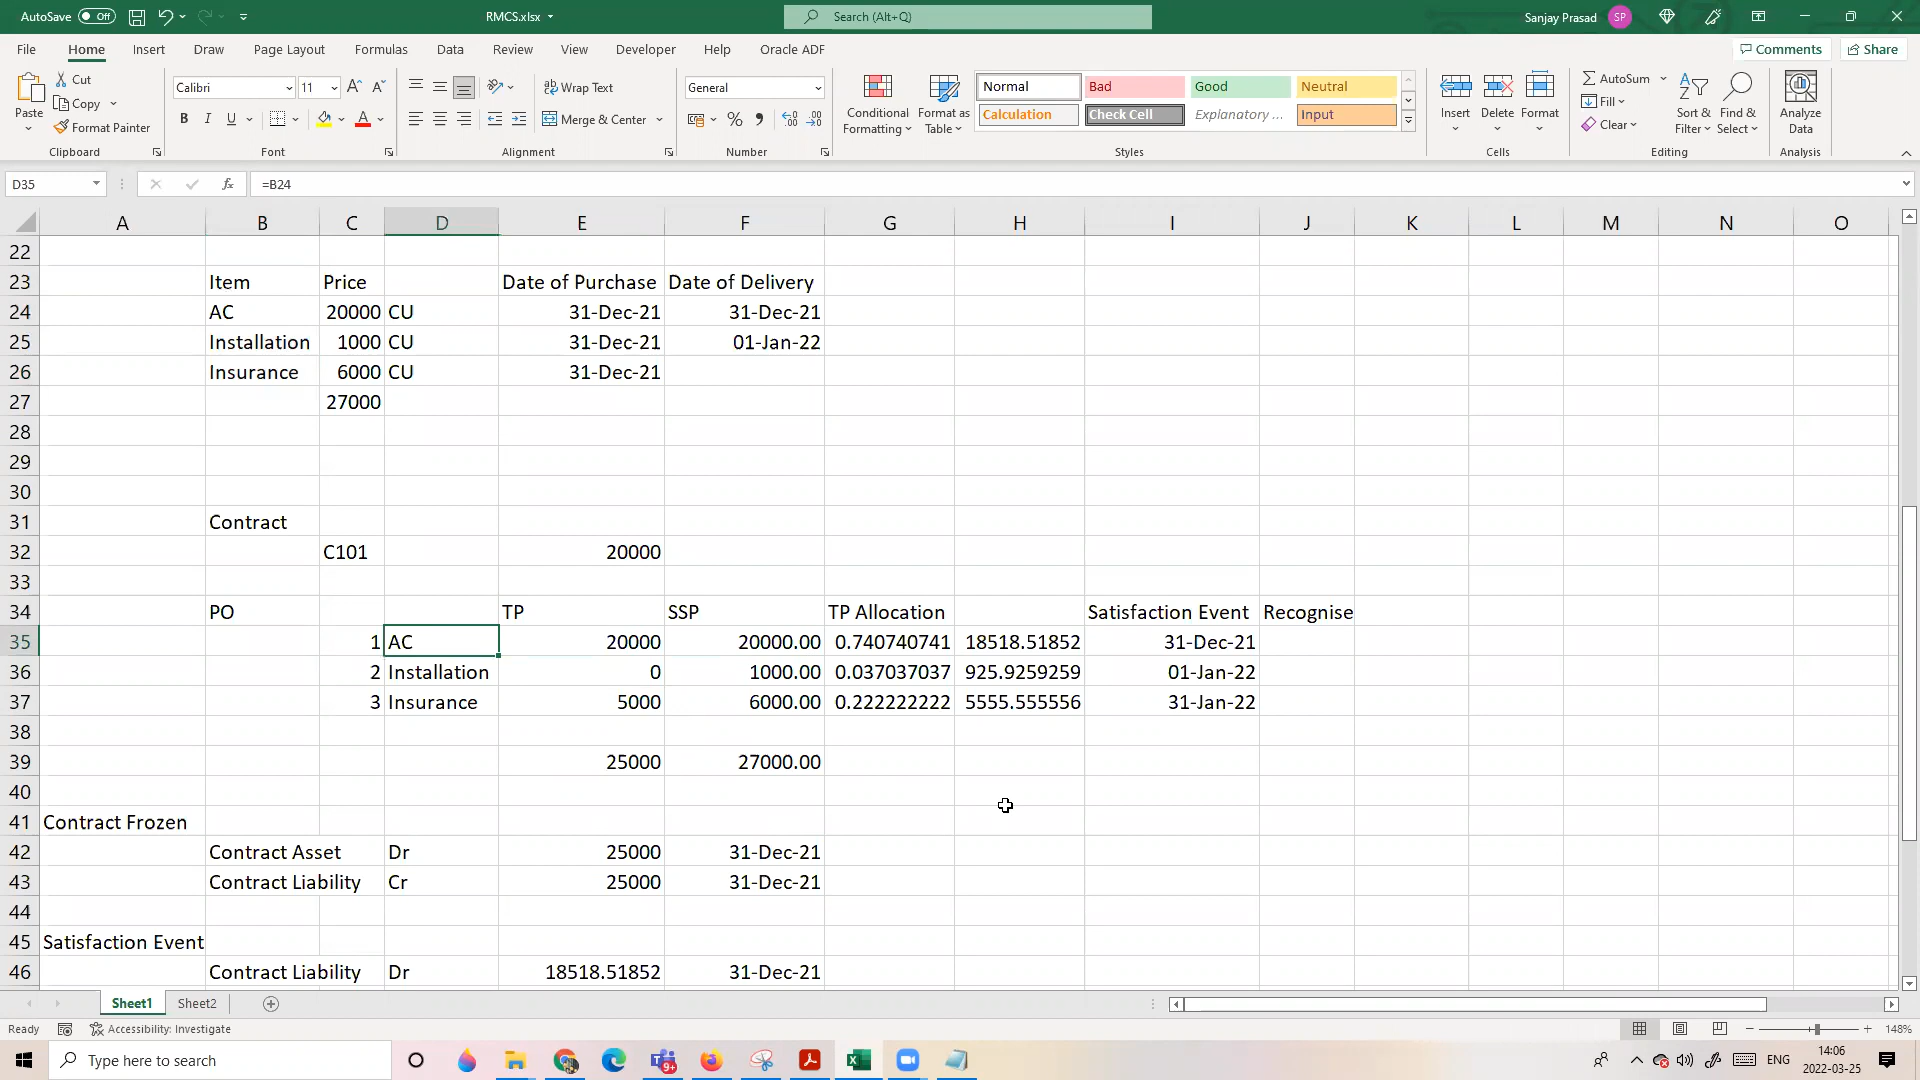 AutoSave Off RMCS.xlsx Search (Alt+Q) Sanjay Prasad SP
File Home Insert Draw Page Layout Formulas Data Review View Developer Help Oracle ADF Comments Share
Paste Cut Copy Format Painter
Calibri 11 B I U
Wrap Text Merge & Center
General
Conditional Formatting Format as Table
Normal Bad Good Neutral
Calculation Check Cell Explanatory ... Input
Insert Delete Format
AutoSum Fill Clear
Sort & Filter Find & Select
Analyze Data
Clipboard Font Alignment Number Styles Cells Editing Analysis
D35 fx =B24
A B C D E F G H I J K L M N O
22
23 Item Price Date of Purchase Date of Delivery
24 AC 20000 CU 31-Dec-21 31-Dec-21
25 Installation 1000 CU 31-Dec-21 01-Jan-22
26 Insurance 6000 CU 31-Dec-21
27 27000
28
29
30
31 Contract
32 C101 20000
33
34 PO TP SSP TP Allocation Satisfaction Event Recognise
35 1 AC 20000 20000.00 0.740740741 18518.51852 31-Dec-21
36 2 Installation 0 1000.00 0.037037037 925.9259259 01-Jan-22
37 3 Insurance 5000 6000.00 0.222222222 5555.555556 31-Jan-22
38
39 25000 27000.00
40
41 Contract Frozen
42 Contract Asset Dr 25000 31-Dec-21
43 Contract Liability Cr 25000 31-Dec-21
44
45 Satisfaction Event
46 Contract Liability Dr 18518.51852 31-Dec-21
Sheet1 Sheet2
Ready Accessibility: Investigate 148%
Type here to search 9+ ENG 14:06
2022-03-25